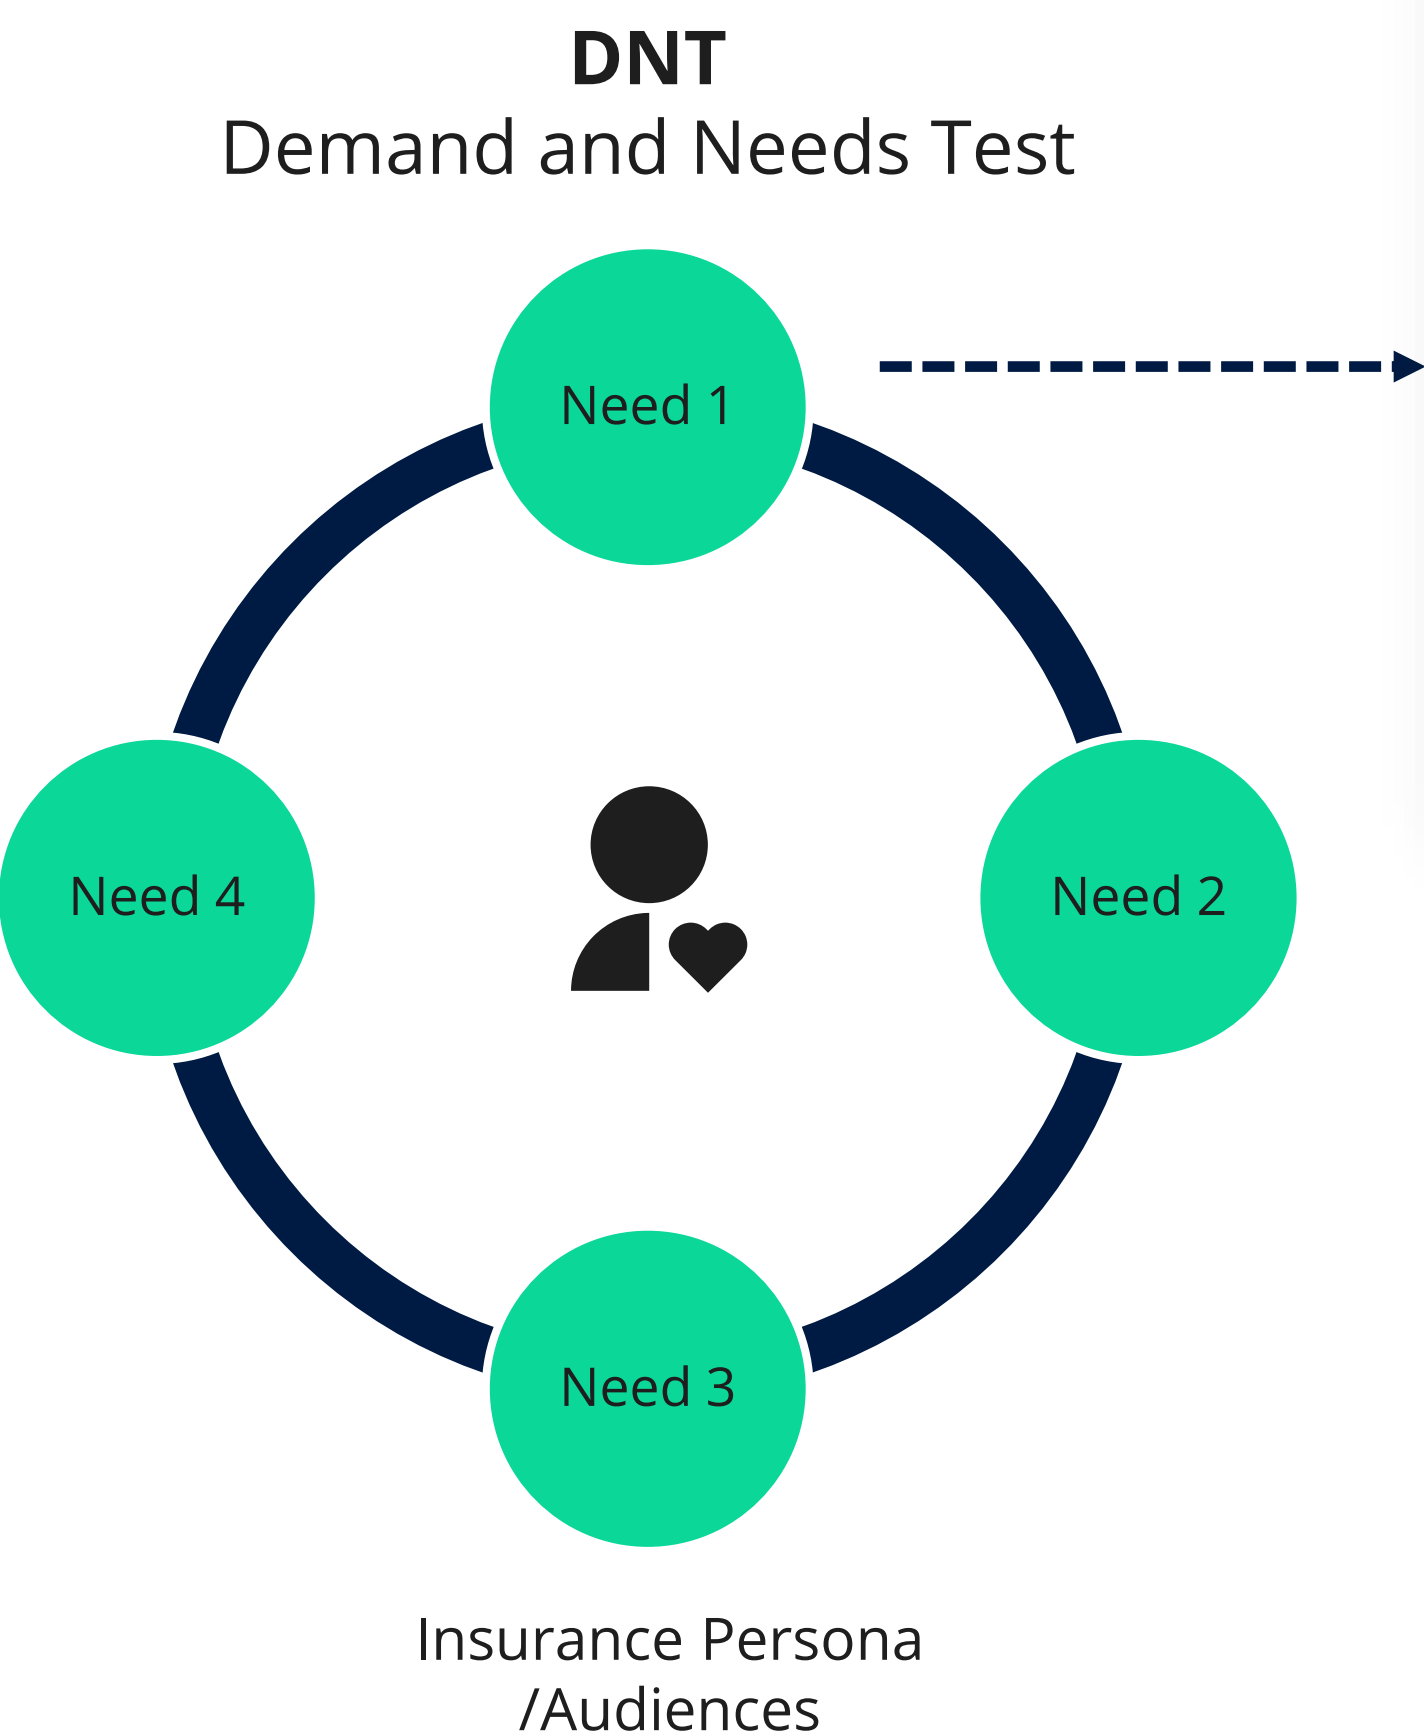 DNT
Demand and Needs Test
Need 1
Need 4
Need 2
Need 3
Insurance Persona
/Audiences